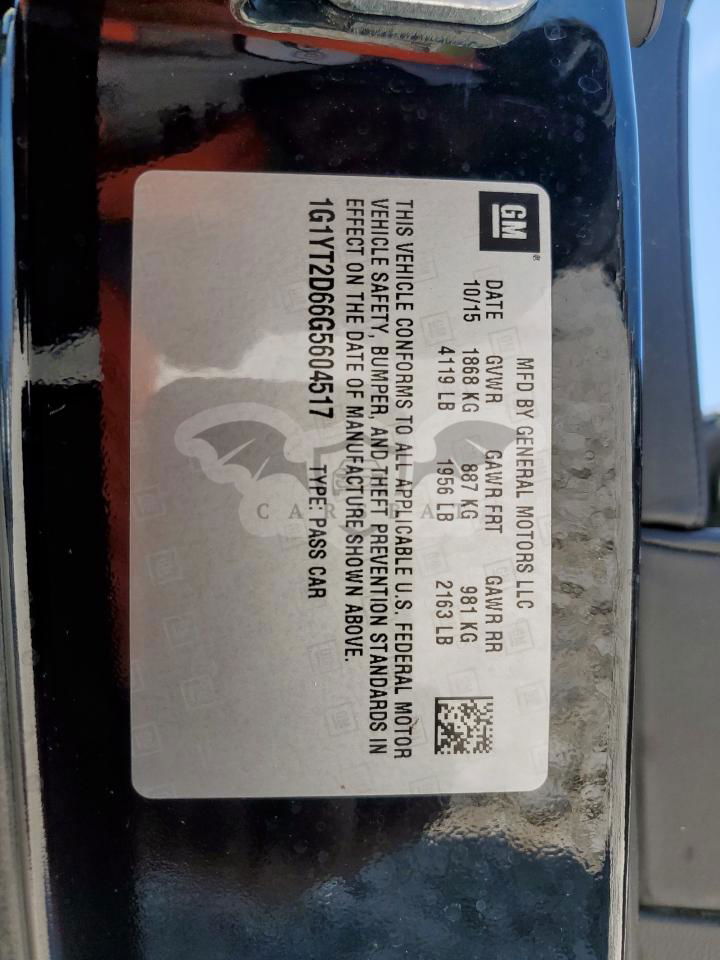 GM
MFD BY GENERAL MOTORS LLC
DATE GVWR GAWR FRT GAWR RR
10/15 1868 KG 887 KG 981 KG
4119 LB 1956 LB 2163 LB
THIS VEHICLE CONFORMS TO ALL APPLICABLE U.S. FEDERAL MOTOR
VEHICLE SAFETY, BUMPER, AND THEFT PREVENTION STANDARDS IN
EFFECT ON THE DATE OF MANUFACTURE SHOWN ABOVE.
1G1YT2D66G5604517 TYPE: PASS CAR
CARSBAT